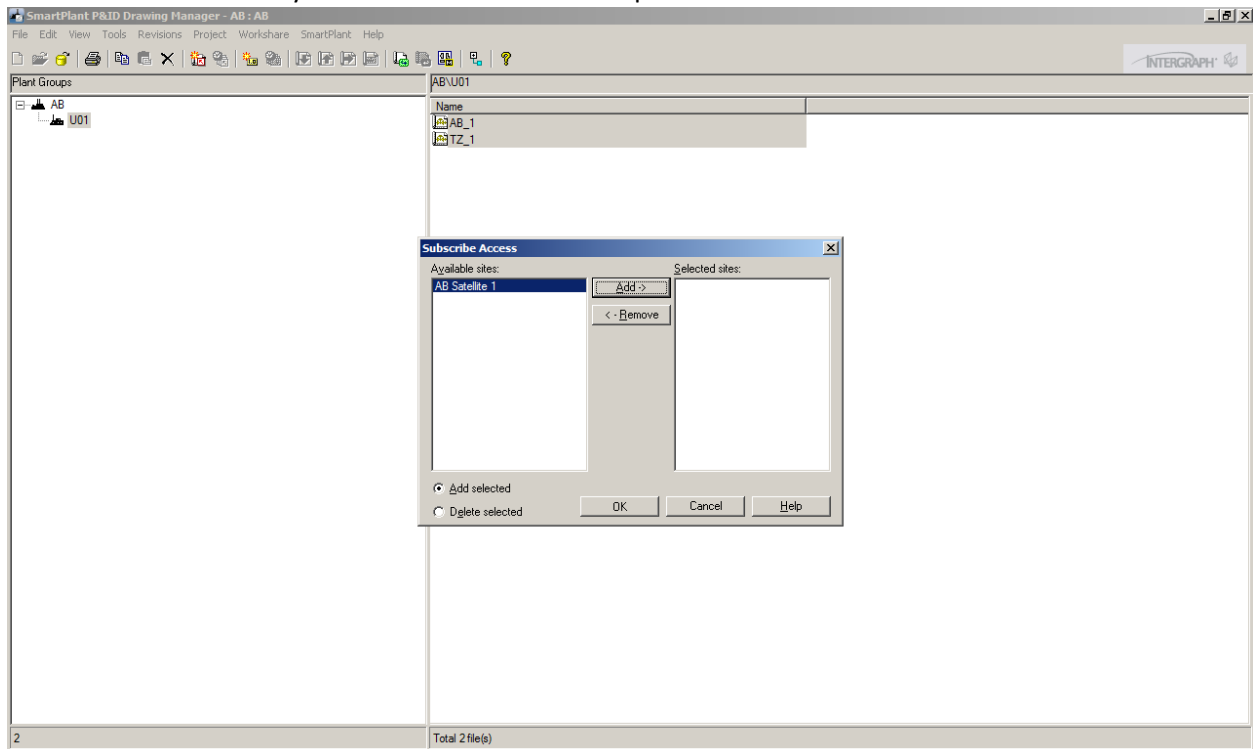 SmartPlant P&ID Drawing Manager - AB : AB
File Edit View Tools Revisions Project Workshare SmartPlant Help
INTERGRAPH
Plant Groups
AB\U01
AB
U01
Name
AB_1
TZ_1
Subscribe Access
Available sites:
Selected sites:
AB Satellite 1
Add ->
< - Remove
Add selected
Delete selected
OK
Cancel
Help
2
Total 2 file(s)